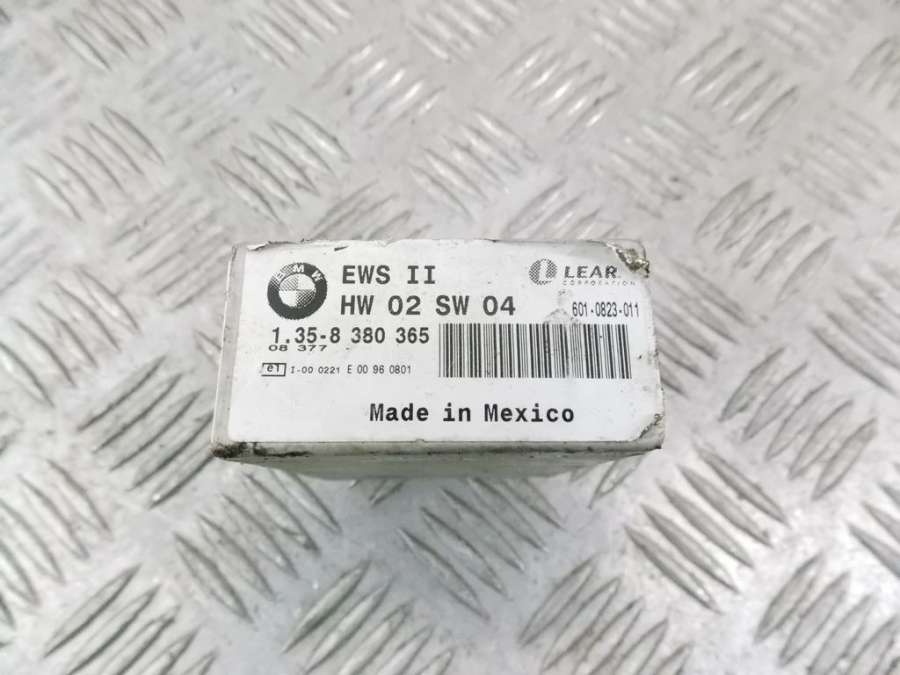 BMW
EWS II
LEAR
CORPORATION
HW 02 SW 04
601-0823-011
1.35-8 380 365
08 377
e1 I-00 0221 E 00 96 0801
Made in Mexico